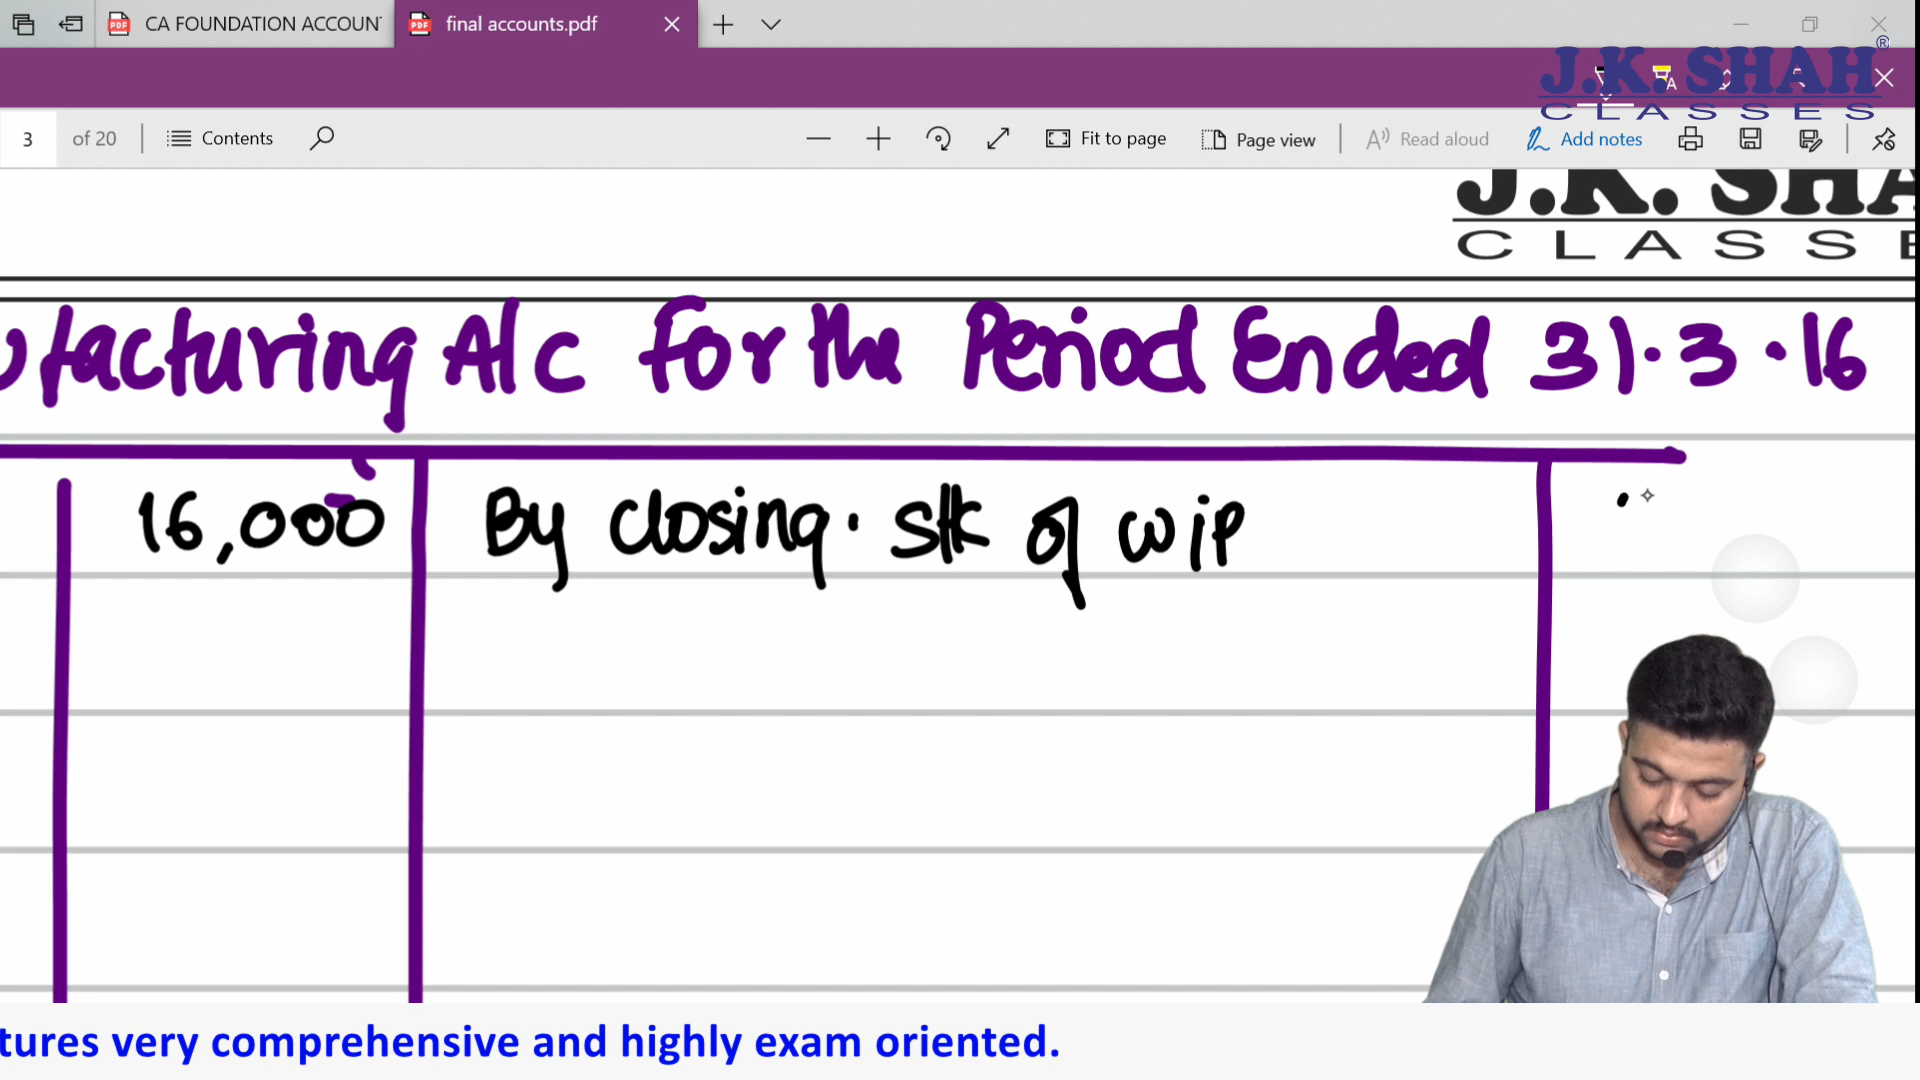 CA FOUNDATION ACCOUN
final accounts.pdf
J.K. SHAH®
CLASSES
3 of 20
Contents
Fit to page
Page view
Read aloud
Add notes
J.K. SHA
CLASSE
ufacturing A/c for the Period Ended 31.3.16
16,000
By closing. stk of wip
tures very comprehensive and highly exam oriented.